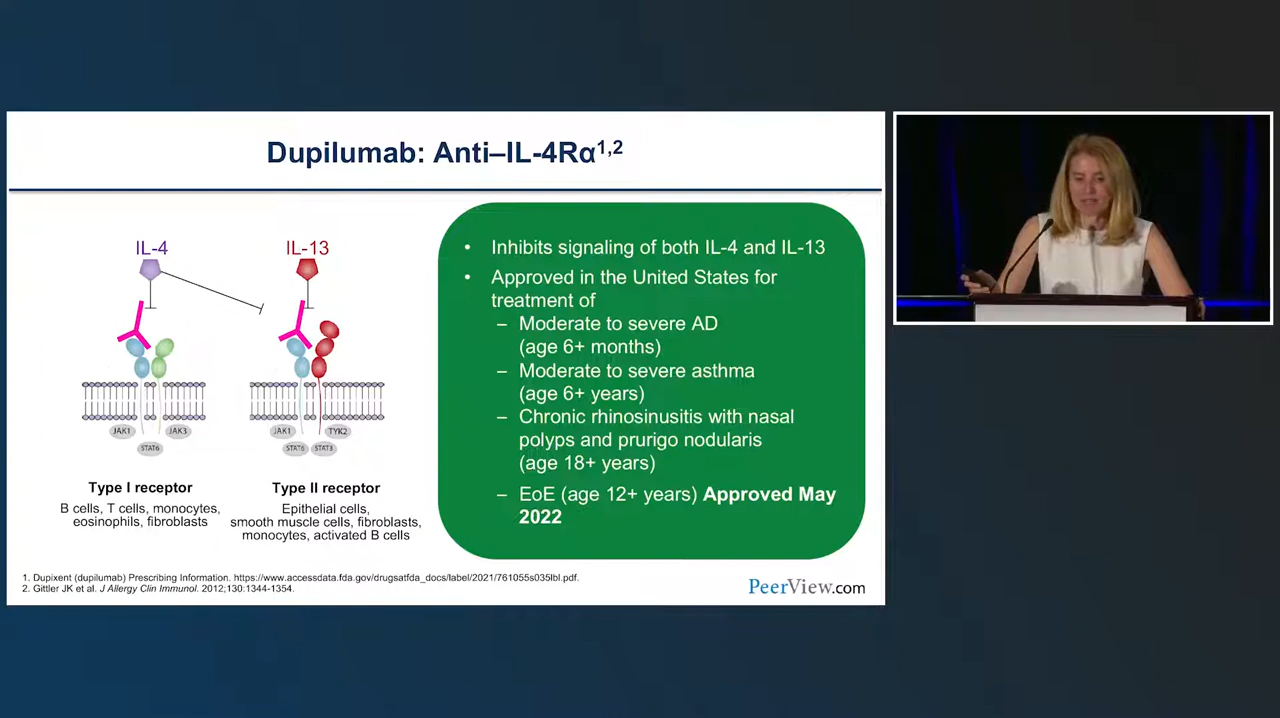 Dupilumab: Anti–IL-4Rα1,2
IL-4
IL-13
JAK1
JAK3
STAT6
JAK1
TYK2
STAT6
STAT3
Type I receptor
B cells, T cells, monocytes,
eosinophils, fibroblasts
Type II receptor
Epithelial cells,
smooth muscle cells, fibroblasts,
monocytes, activated B cells
• Inhibits signaling of both IL-4 and IL-13
• Approved in the United States for
treatment of
– Moderate to severe AD
(age 6+ months)
– Moderate to severe asthma
(age 6+ years)
– Chronic rhinosinusitis with nasal
polyps and prurigo nodularis
(age 18+ years)
– EoE (age 12+ years) Approved May
2022
1. Dupixent (dupilumab) Prescribing Information. https://www.accessdata.fda.gov/drugsatfda_docs/label/2021/761055s035lbl.pdf.
2. Gittler JK et al. J Allergy Clin Immunol. 2012;130:1344-1354.
PeerView.com